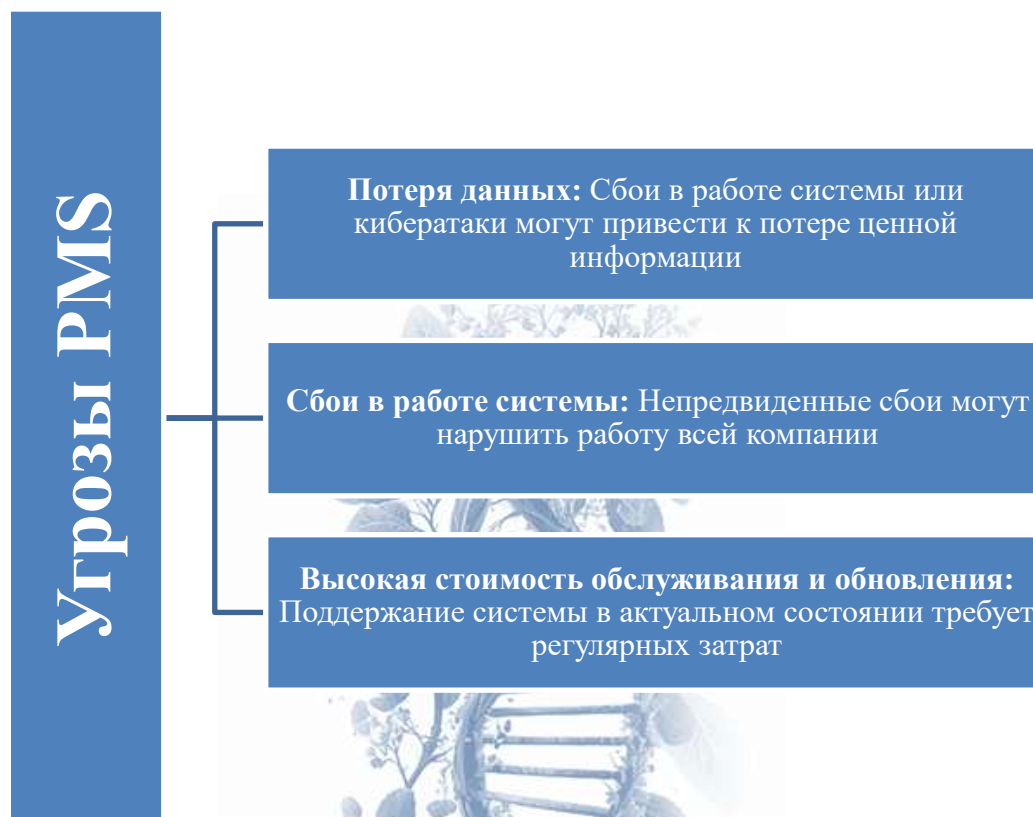 Угрозы PMS
Потеря данных: Сбои в работе системы или
кибератаки могут привести к потере ценной
информации
Сбои в работе системы: Непредвиденные сбои могут
нарушить работу всей компании
Высокая стоимость обслуживания и обновления:
Поддержание системы в актуальном состоянии требует
регулярных затрат